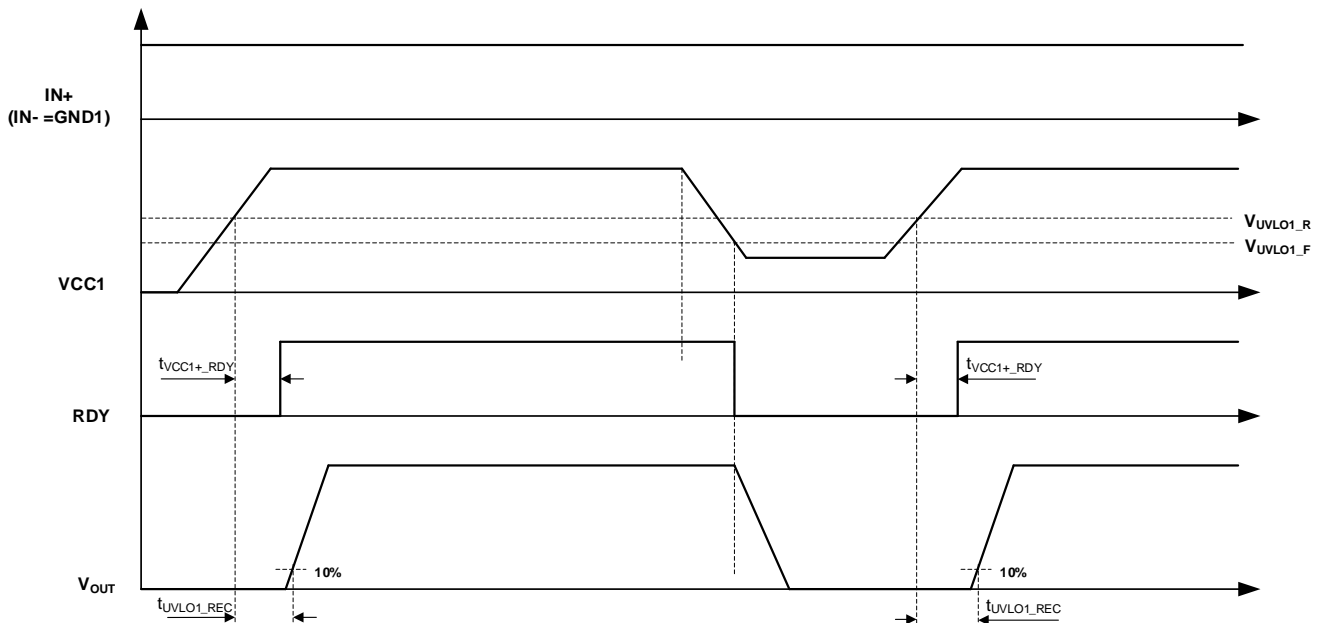 IN+
(IN- =GND1)
VUVLO1_R
VUVLO1_F
VCC1
tVCC1+_RDY
tVCC1+_RDY
RDY
10%
10%
VOUT
tUVLO1_REC
tUVLO1_REC